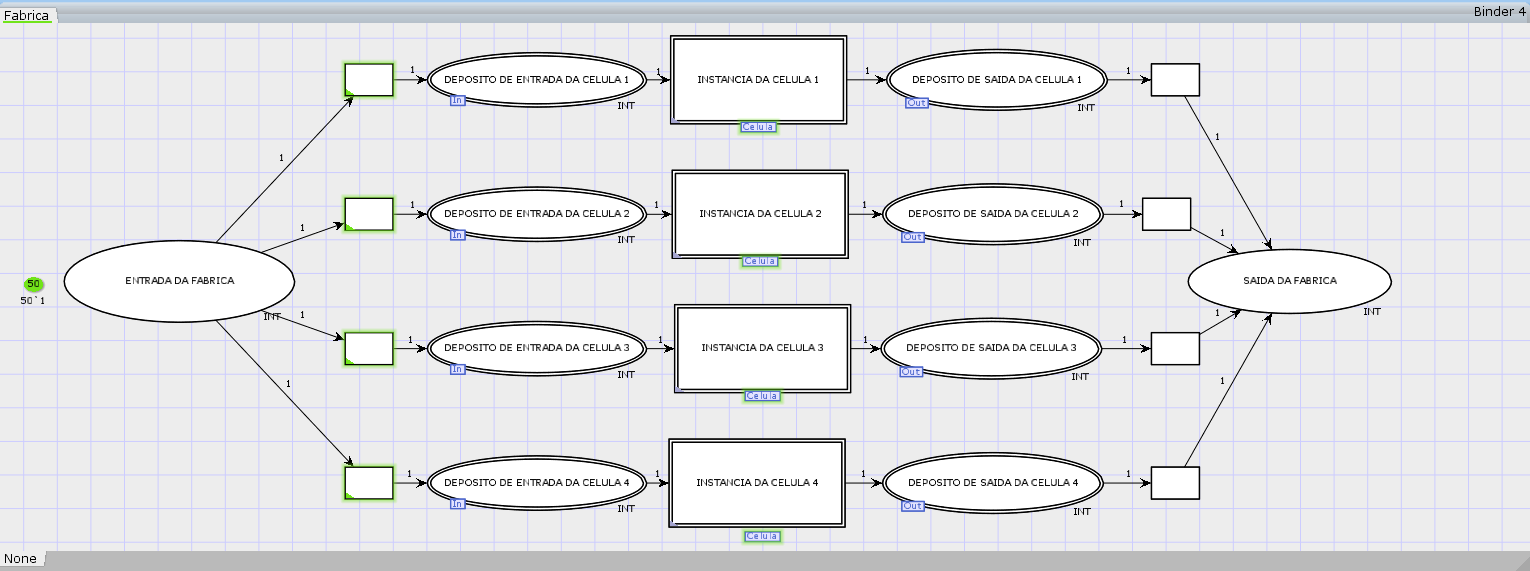 Fabrica
Binder 4
1
DEPOSITO DE ENTRADA DA CELULA 1
In
INT
1
INSTANCIA DA CELULA 1
Celula
1
DEPOSITO DE SAIDA DA CELULA 1
Out
INT
1
1
1
1
DEPOSITO DE ENTRADA DA CELULA 2
In
INT
1
INSTANCIA DA CELULA 2
Celula
1
DEPOSITO DE SAIDA DA CELULA 2
Out
INT
1
1
1
50
50`1
ENTRADA DA FABRICA
INT
SAIDA DA FABRICA
INT
1
1
DEPOSITO DE ENTRADA DA CELULA 3
In
INT
1
INSTANCIA DA CELULA 3
Celula
1
DEPOSITO DE SAIDA DA CELULA 3
Out
INT
1
1
1
1
1
DEPOSITO DE ENTRADA DA CELULA 4
In
INT
1
INSTANCIA DA CELULA 4
Celula
1
DEPOSITO DE SAIDA DA CELULA 4
Out
INT
1
None